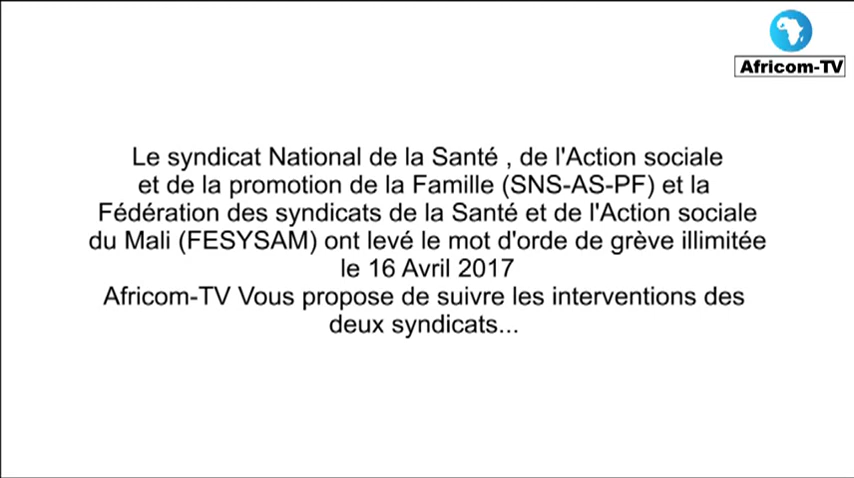 Africom-TV
Le syndicat National de la Santé , de l'Action sociale
et de la promotion de la Famille (SNS-AS-PF) et la
Fédération des syndicats de la Santé et de l'Action sociale
du Mali (FESYSAM) ont levé le mot d'ordre de grève illimitée
le 16 Avril 2017
Africom-TV Vous propose de suivre les interventions des
deux syndicats...